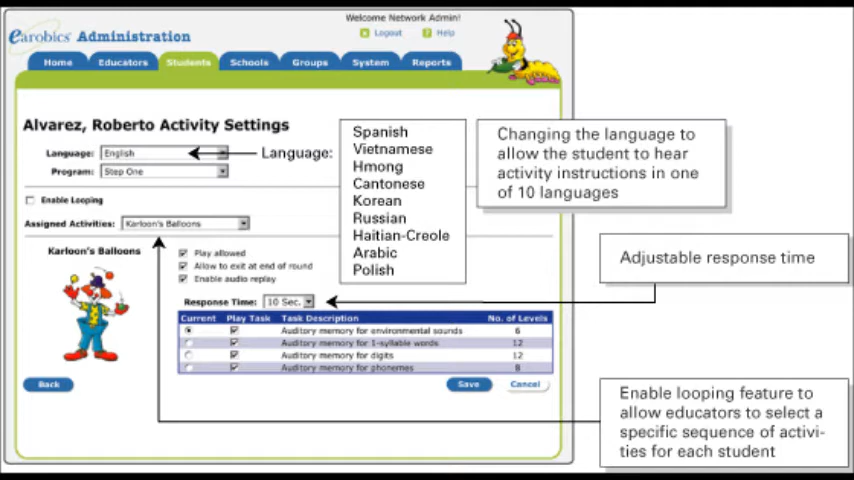 Welcome Network Admin!
earobics Administration
Logout
Help
Home Educators Students Schools Groups System Reports
Alvarez, Roberto Activity Settings
Language: English
Program: Step One
Enable Looping
Assigned Activities: Karloon's Balloons
Language:
Spanish
Vietnamese
Hmong
Cantonese
Korean
Russian
Haitian-Creole
Arabic
Polish
Changing the language to
allow the student to hear
activity instructions in one
of 10 languages
Karloon's Balloons
Play allowed
Allow to exit at end of round
Enable audio replay
Response Time: 10 Sec.
Adjustable response time
Current Play Task Task Description No. of Levels
Auditory memory for environmental sounds 6
Auditory memory for 1-syllable words 12
Auditory memory for digits 12
Auditory memory for phonemes 8
Back
Save
Cancel
Enable looping feature to
allow educators to select a
specific sequence of activi-
ties for each student